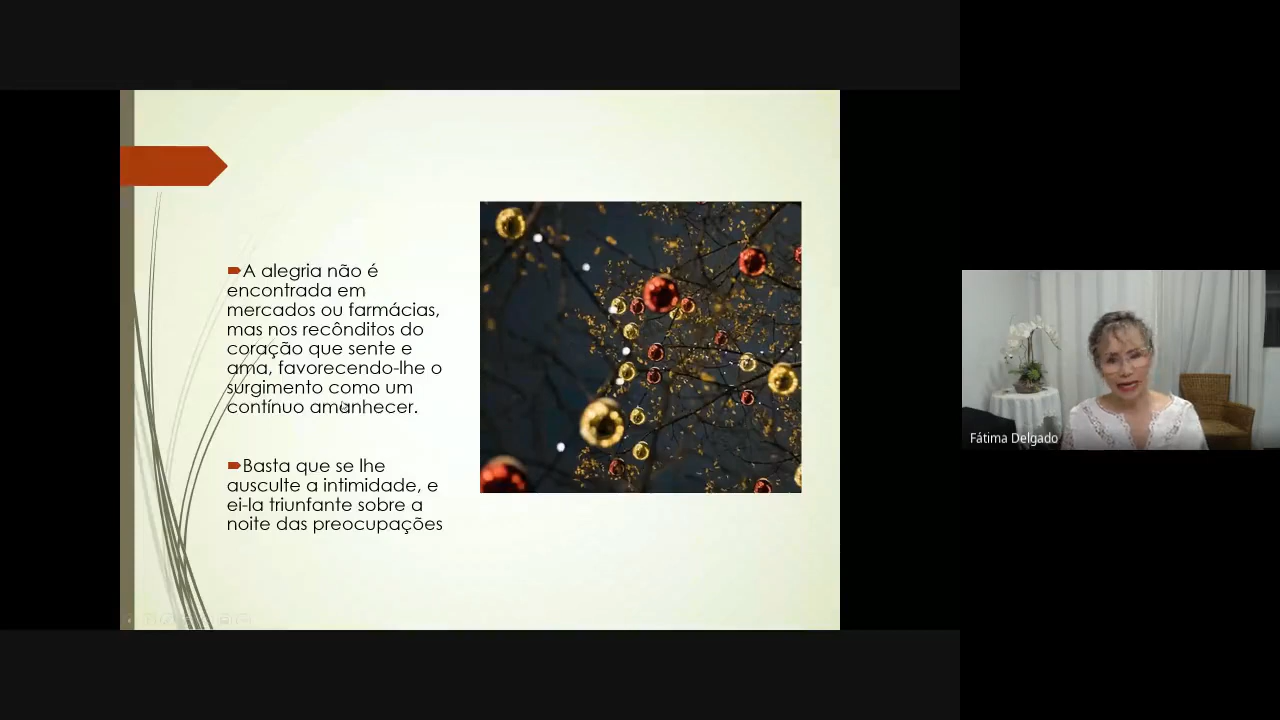 A alegria não é
encontrada em
mercados ou farmácias,
mas nos recônditos do
coração que sente e
ama, favorecendo-lhe o
surgimento como um
contínuo amanhecer.
Basta que se lhe
ausculte a intimidade, e
ei-la triunfante sobre a
noite das preocupações
Fátima Delgado